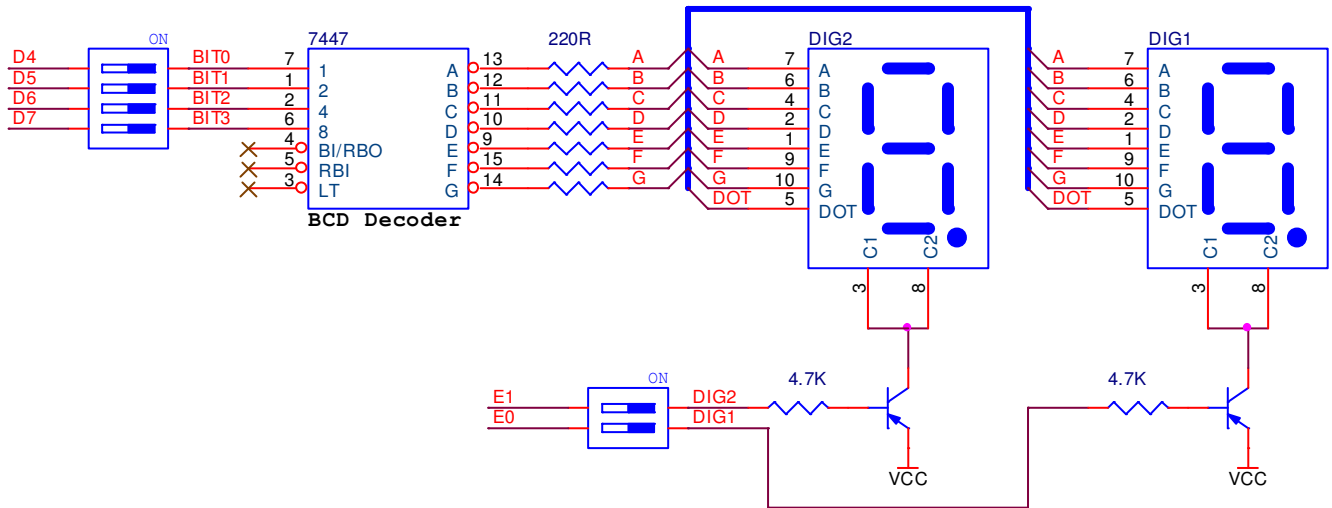 ON
D4 BIT0
D5 BIT1
D6 BIT2
D7 BIT3
7447
7 1 A 13
1 2 B 12
2 4 C 11
6 8 D 10
4 BI/RBO E 9
5 RBI F 15
3 LT G 14
BCD Decoder
220R
A A
B B
C C
D D
E E
F F
G G
DOT
DIG2
7 A
6 B
4 C
2 D
1 E
9 F
10 G
5 DOT
C1 C2
3 8
A
B
C
D
E
F
G
DOT
DIG1
7 A
6 B
4 C
2 D
1 E
9 F
10 G
5 DOT
C1 C2
3 8
ON
E1 DIG2
E0 DIG1
4.7K
VCC
4.7K
VCC